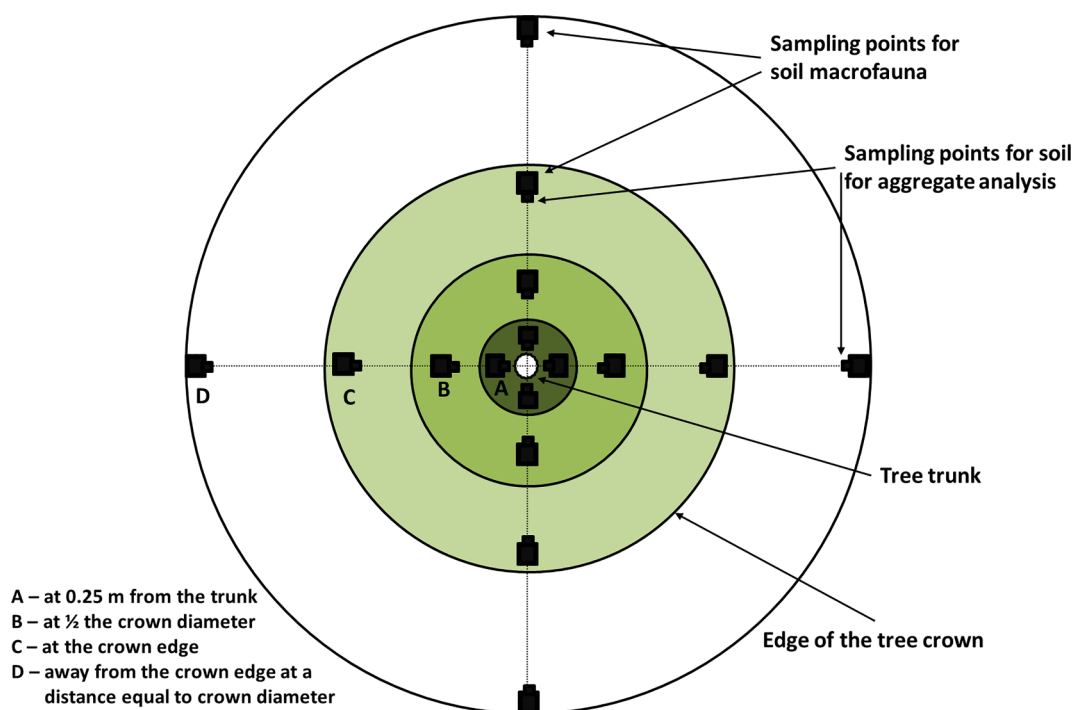 Sampling points for
soil macrofauna
Sampling points for soil
for aggregate analysis
D
C
B
A
Tree trunk
Edge of the tree crown
A – at 0.25 m from the trunk
B – at ½ the crown diameter
C – at the crown edge
D – away from the crown edge at a
distance equal to crown diameter